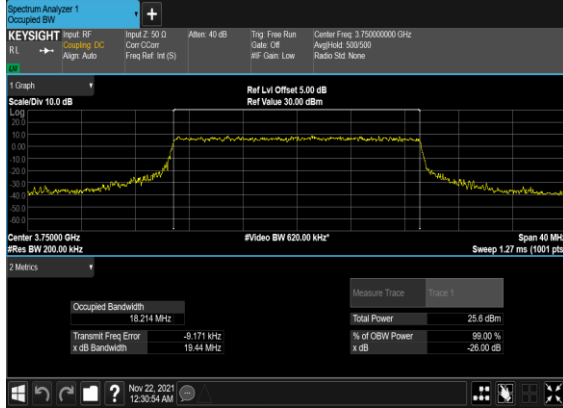 Spectrum Analyzer 1
Occupied BW
+
KEYSIGHT Input: RF Input Z: 50 Ω Atten: 40 dB Trig: Free Run Center Freq: 3.750000000 GHz
RL Coupling: DC Corr CCorr Gate: Off Avg|Hold: 500/500
Align: Auto Freq Ref: Int (S) #IF Gain: Low Radio Std: None
1 Graph Ref Lvl Offset 5.00 dB
Scale/Div 10.0 dB Ref Value 30.00 dBm
Log
20.0
10.0
0.00
-10.0
-20.0
-30.0
-40.0
-50.0
-60.0
Center 3.75000 GHz #Video BW 620.00 kHz* Span 40 MHz
#Res BW 200.00 kHz Sweep 1.27 ms (1001 pts
2 Metrics
Measure Trace Trace 1
Occupied Bandwidth
18.214 MHz Total Power 25.6 dBm
Transmit Freq Error -9.171 kHz % of OBW Power 99.00 %
x dB Bandwidth 19.44 MHz x dB -26.00 dB
? Nov 22, 2021
12:30:54 AM